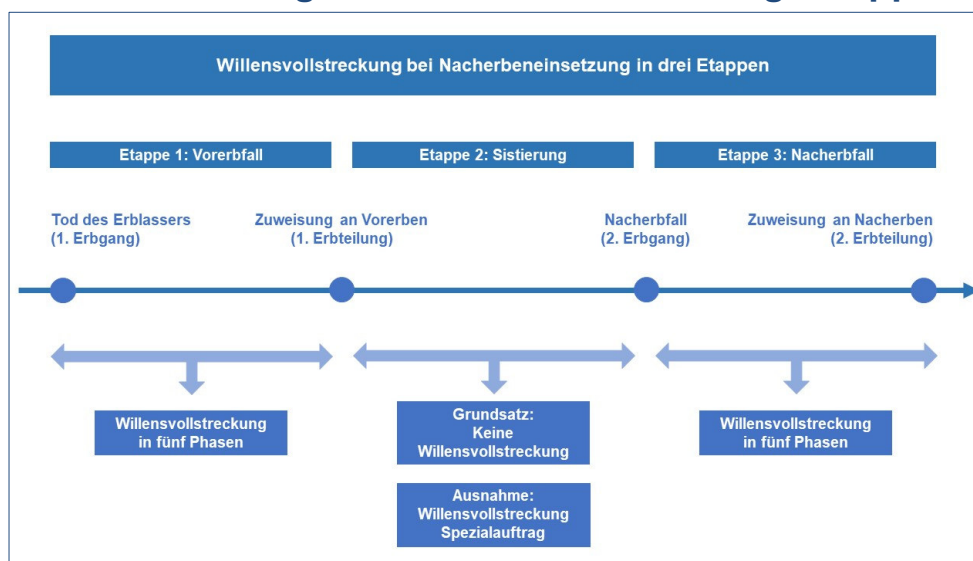 Willensvollstreckung bei Nacherbeneinsetzung in drei Etappen
Etappe 1: Vorerbfall
Etappe 2: Sistierung
Etappe 3: Nacherbfall
Tod des Erblassers
(1. Erbgang)
Zuweisung an Vorerben
(1. Erbteilung)
Nacherbfall
(2. Erbgang)
Zuweisung an Nacherben
(2. Erbteilung)
Willensvollstreckung
in fünf Phasen
Grundsatz:
Keine
Willensvollstreckung
Ausnahme:
Willensvollstreckung
Spezialauftrag
Willensvollstreckung
in fünf Phasen